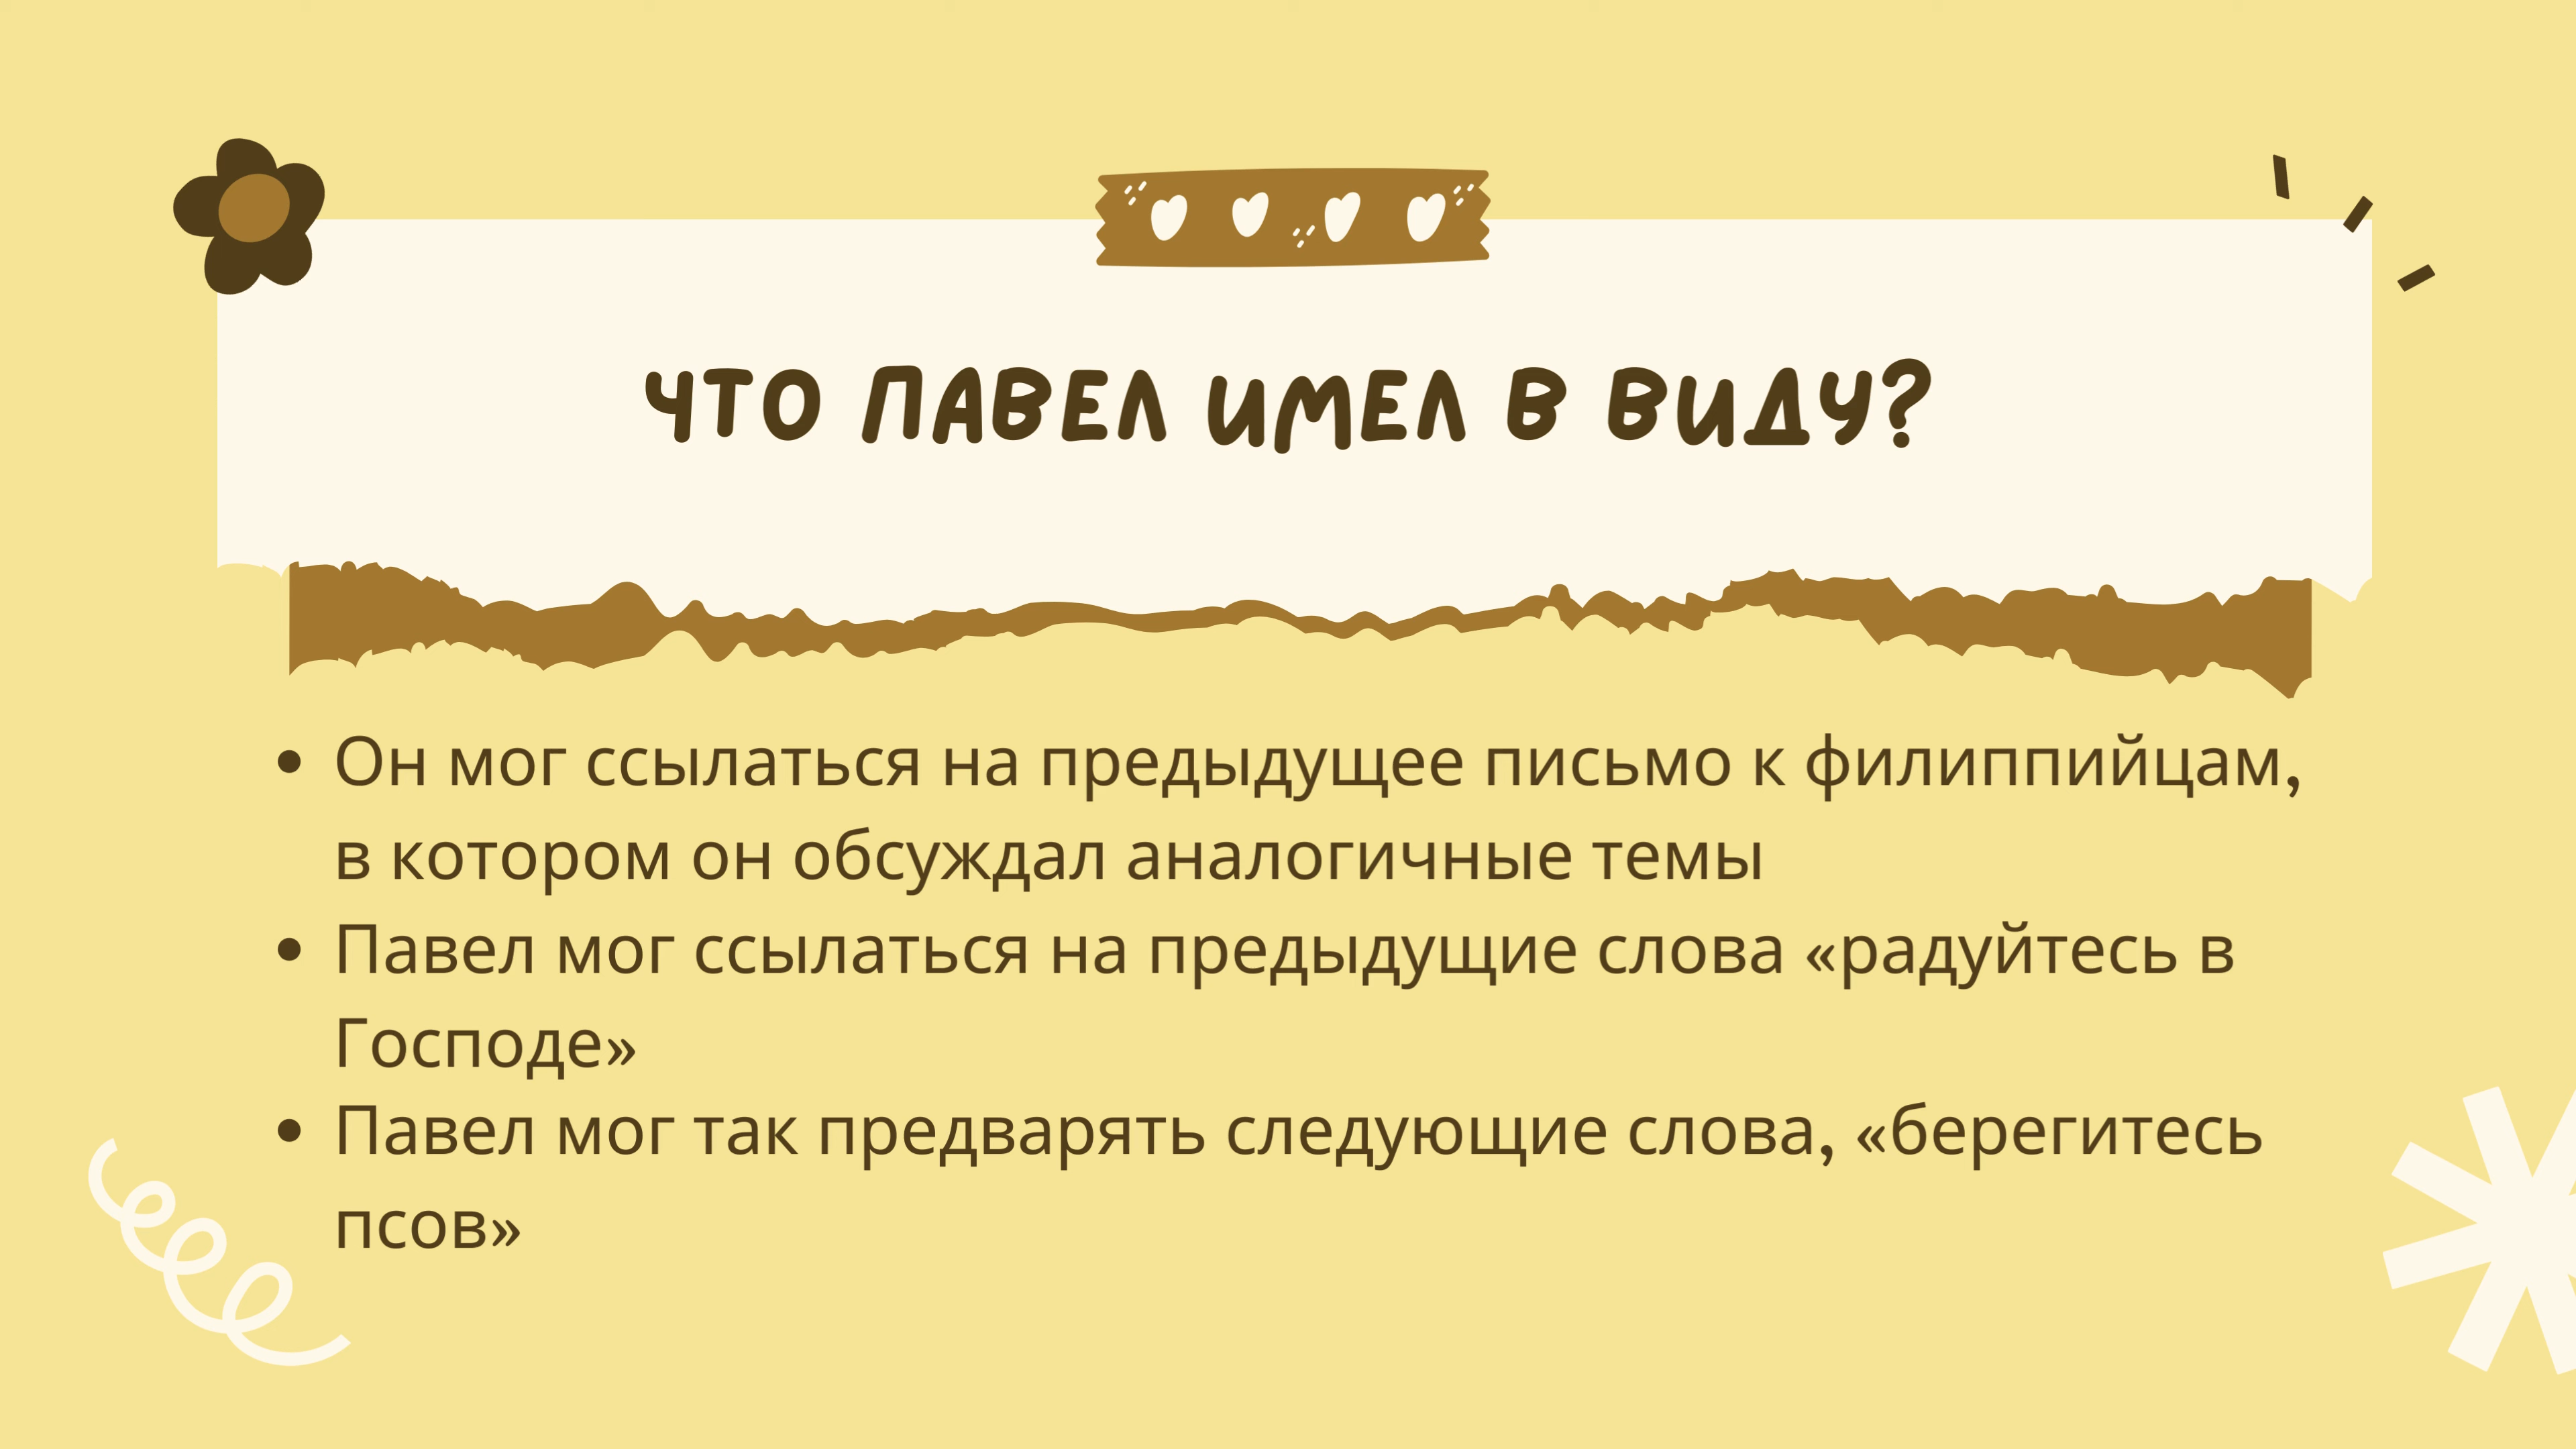 ЧТО ПАВЕЛ ИМЕЛ В ВИДУ?
• Он мог ссылаться на предыдущее письмо к филиппийцам,
в котором он обсуждал аналогичные темы
• Павел мог ссылаться на предыдущие слова «радуйтесь в
Господе»
• Павел мог так предварять следующие слова, «берегитесь
псов»